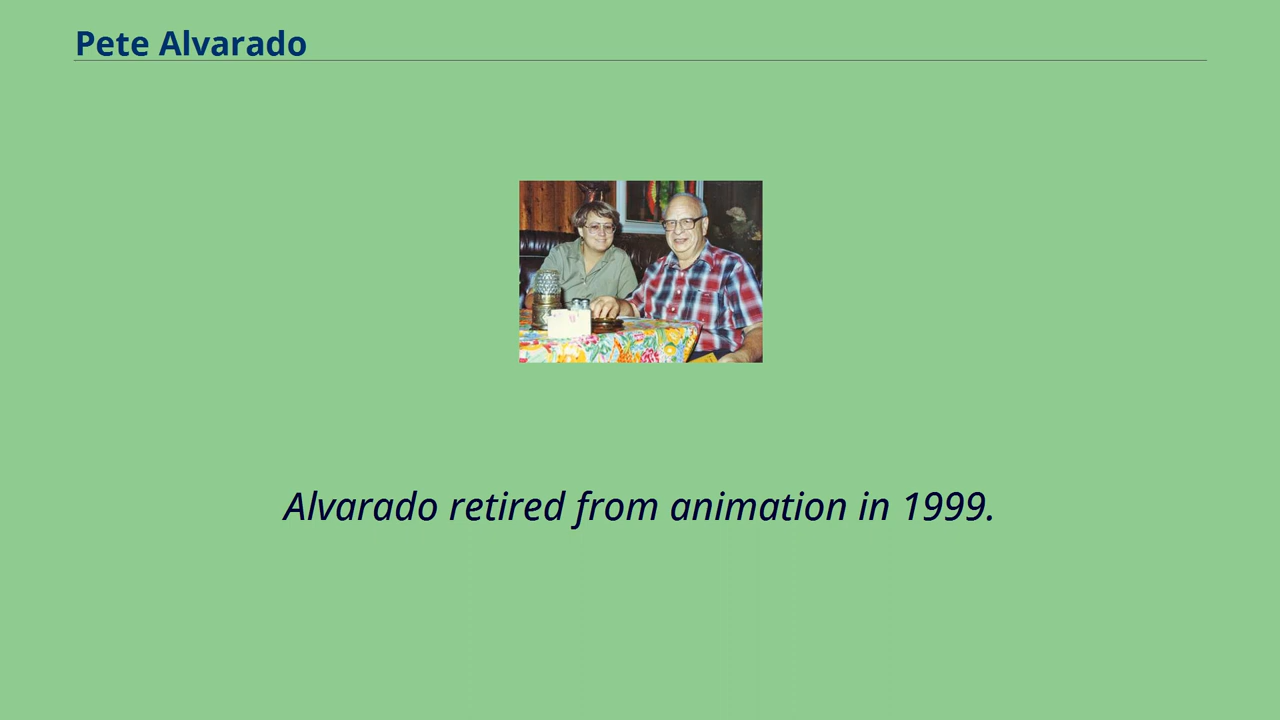 Pete Alvarado
Alvarado retired from animation in 1999.